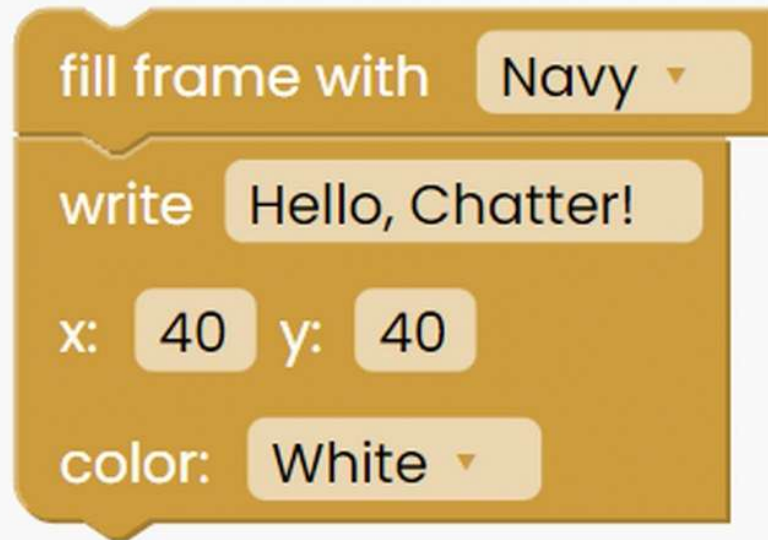 fill frame with Navy
write Hello, Chatter!
x: 40 y: 40
color: White